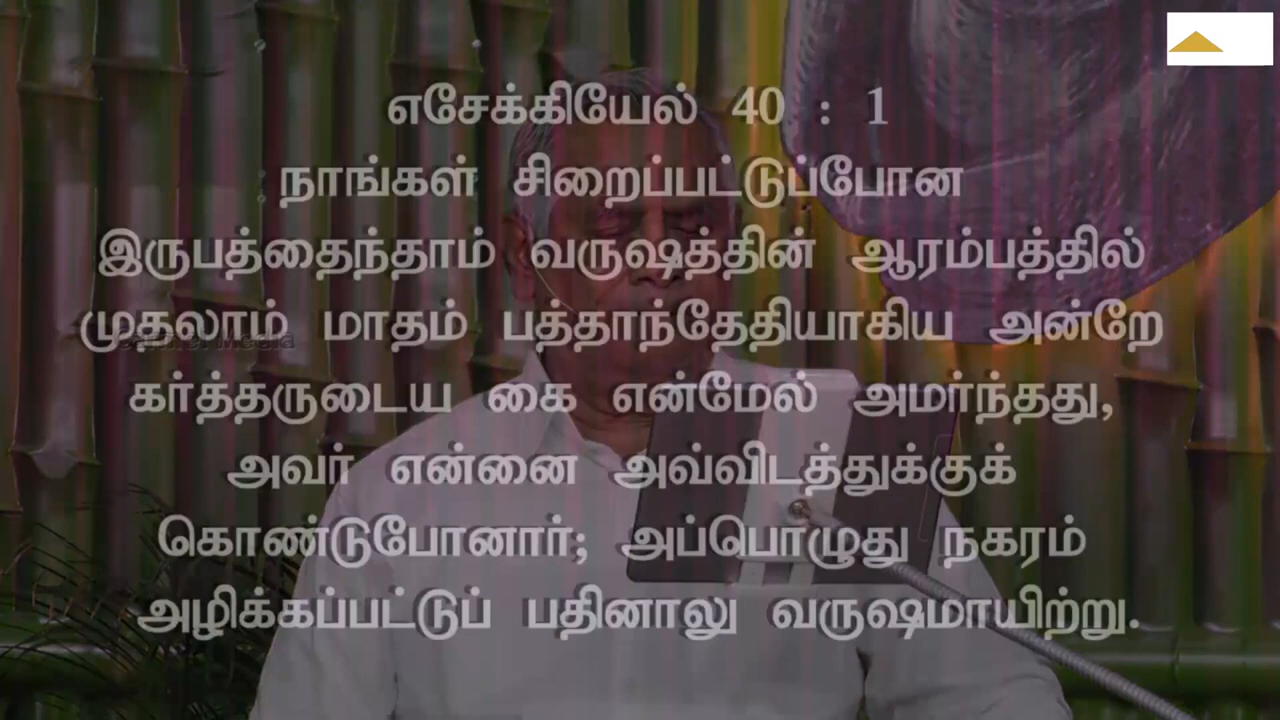 எசேக்கியேல் 40 : 1
நாங்கள் சிறைப்பட்டுப்போன
இருபத்தைந்தாம் வருஷத்தின் ஆரம்பத்தில்
முதலாம் மாதம் பத்தாந்தேதியாகிய அன்றே
கர்த்தருடைய கை என்மேல் அமர்ந்தது,
அவர் என்னை அவ்விடத்துக்குக்
கொண்டுபோனார்; அப்பொழுது நகரம்
அழிக்கப்பட்டுப் பதினாலு வருஷமாயிற்று.
Media